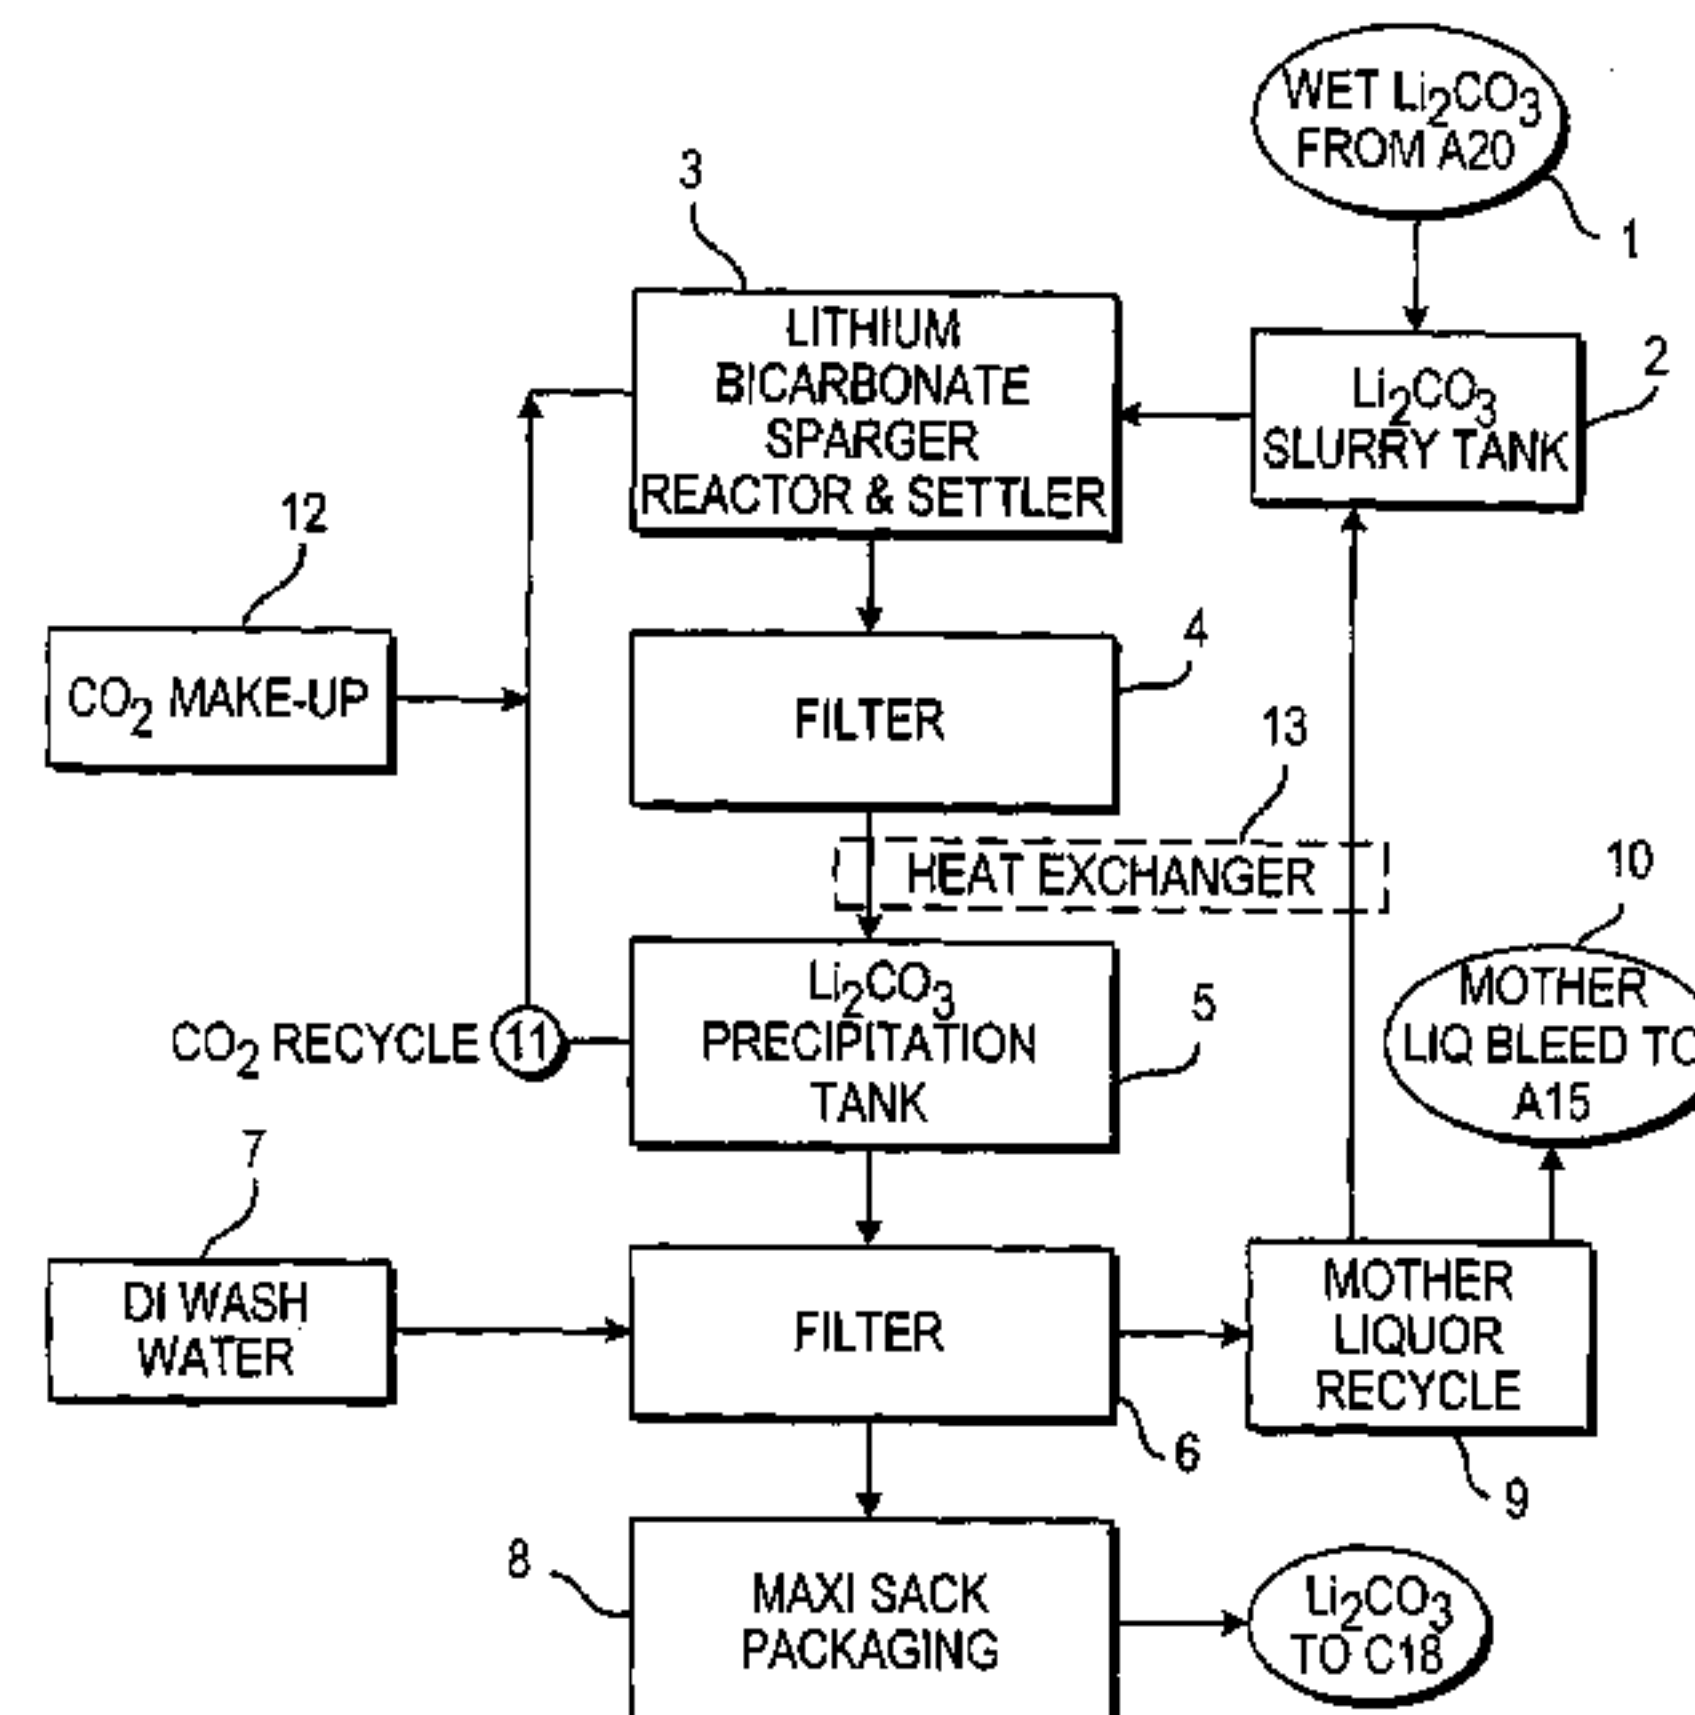 WET Li2CO3
FROM A20
1
3
LITHIUM
BICARBONATE
SPARGER
REACTOR & SETTLER
Li2CO3
SLURRY TANK
2
12
CO2 MAKE-UP
4
FILTER
13
HEAT EXCHANGER
10
MOTHER
LIQ BLEED TO
A15
Li2CO3
PRECIPITATION
TANK
5
CO2 RECYCLE 11
7
DI WASH
WATER
FILTER
6
MOTHER
LIQUOR
RECYCLE
9
8
MAXI SACK
PACKAGING
Li2CO3
TO C18